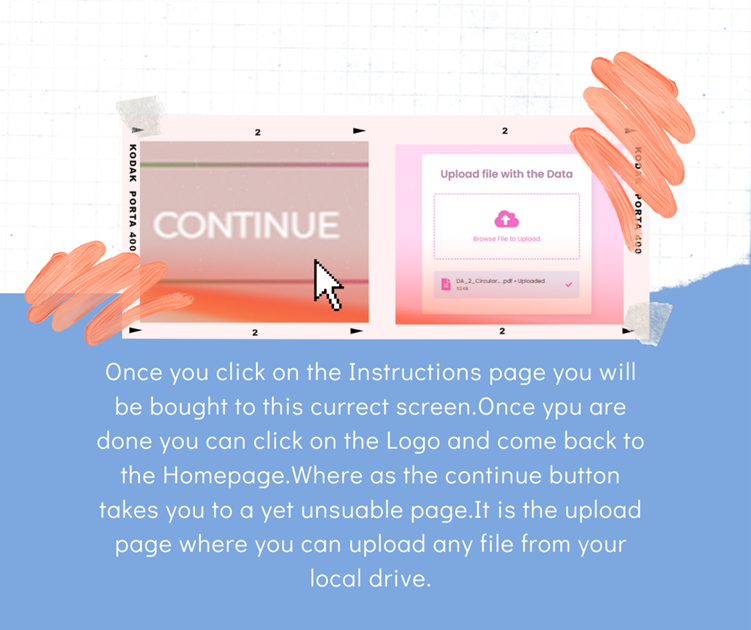 2
2
KODAK PORTA 400
CONTINUE
Upload file with the Data
Browse File to Upload
DA_2_Circular,...pdf • Uploaded
KODAK PORTA 400
2
2
Once you click on the Instructions page you will
be bought to this currect screen.Once ypu are
done you can click on the Logo and come back to
the Homepage.Where as the continue button
takes you to a yet unsuable page.It is the upload
page where you can upload any file from your
local drive.